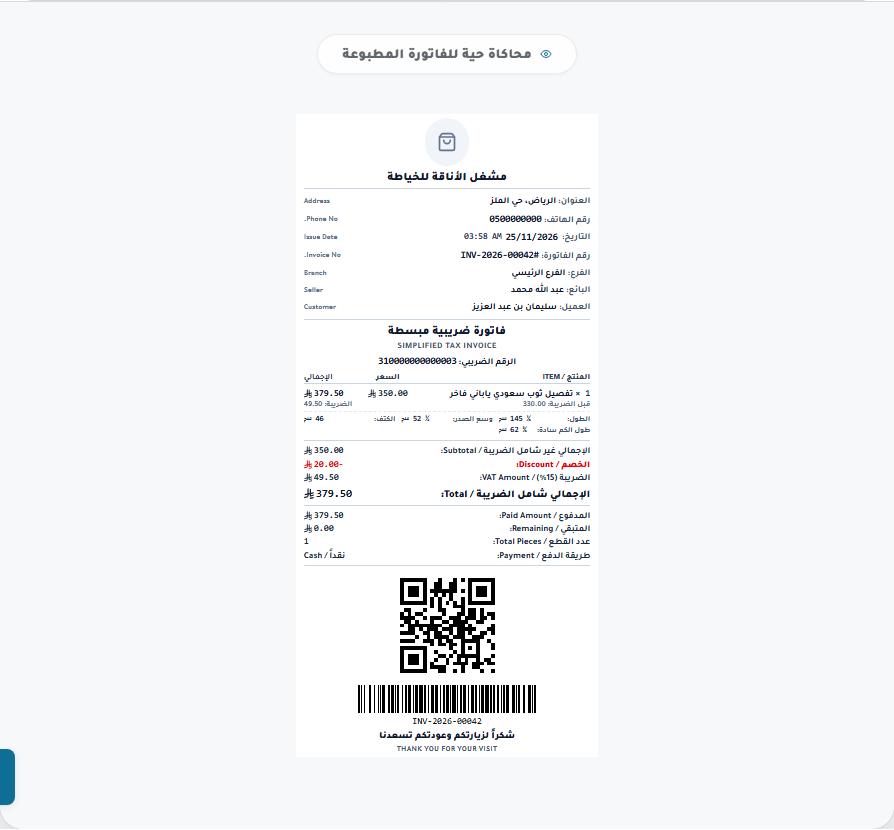 محاكاة حية للفاتورة المطبوعة
مشغل الأناقة للخياطة
العنوان: الرياض، حي الملز Address
رقم الهاتف: 0500000000 Phone No.
التاريخ: 25/11/2026 03:58 AM Issue Date
رقم الفاتورة: #INV-2026-00042 Invoice No.
الفرع: الفرع الرئيسي Branch
البائع: عبد الله محمد Seller
العميل: سليمان بن عبد العزيز Customer
فاتورة ضريبية مبسطة
SIMPLIFIED TAX INVOICE
الرقم الضريبي: 310000000000003
المنتج / ITEM السعر الإجمالي
1 × تفصيل ثوب سعودي ياباني فاخر 350.00 ⃁ 379.50 ⃁
قبل الضريبة: 330.00 الضريبة: 49.50
الطول: 145 ½ سم وسع الصدر: 52 ½ سم الكتف: 46 سم
طول الكم سادة: 62 ½ سم
الإجمالي غير شامل الضريبة / Subtotal: 350.00 ⃁
الخصم / Discount: -20.00 ⃁
الضريبة (15%) / VAT Amount: 49.50 ⃁
الإجمالي شامل الضريبة / Total: 379.50 ⃁
المدفوع / Paid Amount: 379.50 ⃁
المتبقي / Remaining: 0.00 ⃁
عدد القطع / Total Pieces: 1
طريقة الدفع / Payment: نقداً / Cash
INV-2026-00042
شكراً لزيارتكم وعودتكم تسعدنا
THANK YOU FOR YOUR VISIT